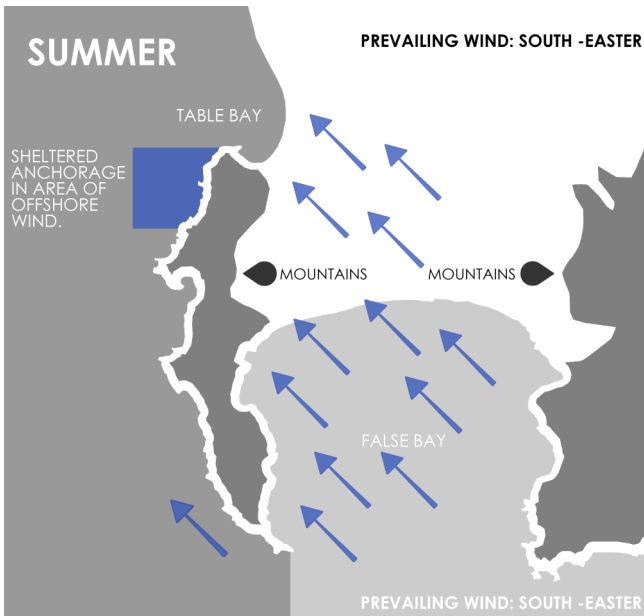 SUMMER
PREVAILING WIND: SOUTH -EASTER
TABLE BAY
SHELTERED
ANCHORAGE
IN AREA OF
OFFSHORE
WIND.
MOUNTAINS
MOUNTAINS
FALSE BAY
PREVAILING WIND: SOUTH -EASTER